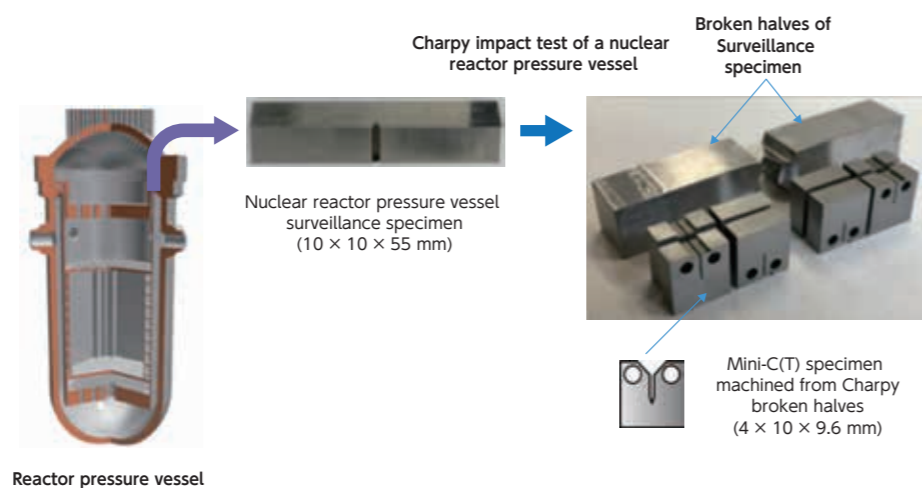 Charpy impact test of a nuclear
reactor pressure vessel
Broken halves of
Surveillance
specimen
Nuclear reactor pressure vessel
surveillance specimen
(10 × 10 × 55 mm)
Mini-C(T) specimen
machined from Charpy
broken halves
(4 × 10 × 9.6 mm)
Reactor pressure vessel